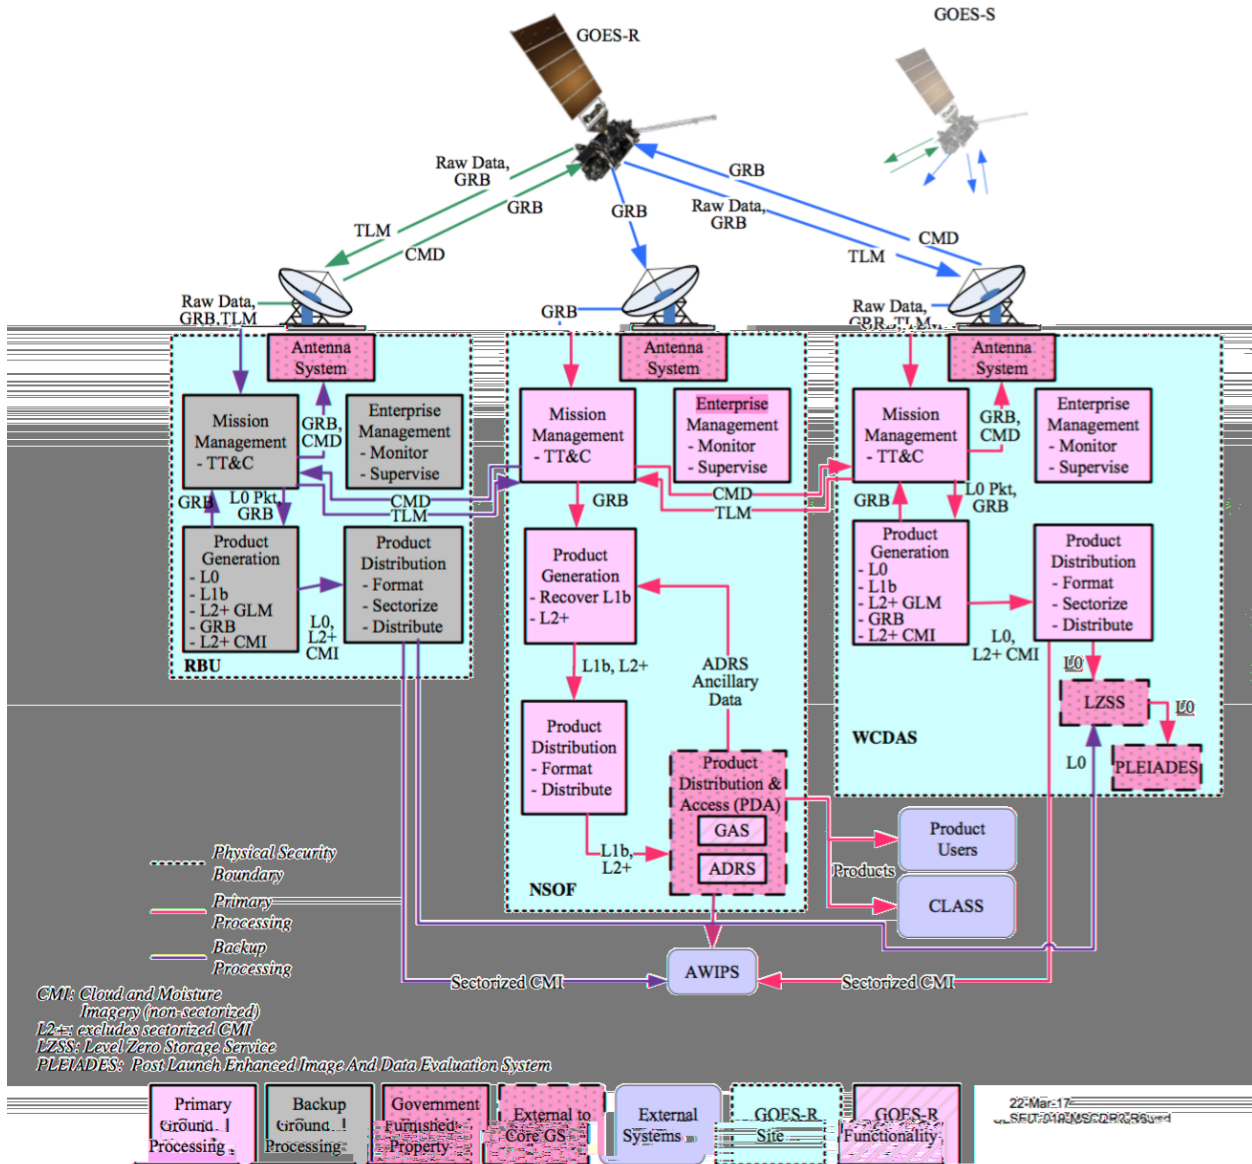 GOES-R
GOES-S
Raw Data,
GRB
GRB
TLM
CMD
GRB
GRB
Raw Data,
GRB
CMD
TLM
Raw Data,
GRB,TLM
GRB
Raw Data,
GRB,TLM
Antenna
System
Mission
Management
- TT&C
GRB,
CMD
Enterprise
Management
- Monitor
- Supervise
GRB
L0 Pkt,
GRB
Product
Generation
- L0
- L1b
- L2+ GLM
- GRB
- L2+ CMI
L0,
L2+
CMI
Product
Distribution
- Format
- Sectorize
- Distribute
RBU
CMD
TLM
Antenna
System
Mission
Management
- TT&C
Enterprise
Management
- Monitor
- Supervise
GRB
Product
Generation
- Recover L1b
- L2+
L1b, L2+
ADRS
Ancillary
Data
Product
Distribution
- Format
- Distribute
L1b,
L2+
Product
Distribution &
Access (PDA)
GAS
ADRS
NSOF
CMD
TLM
Antenna
System
Mission
Management
- TT&C
GRB,
CMD
Enterprise
Management
- Monitor
- Supervise
GRB
L0 Pkt,
GRB
Product
Generation
- L0
- L1b
- L2+ GLM
- GRB
- L2+ CMI
L0,
L2+ CMI
Product
Distribution
- Format
- Sectorize
- Distribute
L0
LZSS
L0
PLEIADES
L0
WCDAS
Products
Product
Users
CLASS
AWIPS
Sectorized CMI
Sectorized CMI
Physical Security
Boundary
Primary
Processing
Backup
Processing
CMI: Cloud and Moisture
Imagery (non-sectorized)
L2+: excludes sectorized CMI
LZSS: Level Zero Storage Service
PLEIADES: Post Launch Enhanced Image And Data Evaluation System
Primary
Ground
Processing
Backup
Ground
Processing
Government
Furnished
Property
External to
Core GS
External
Systems
GOES-R
Site
GOES-R
Functionality
22-Mar-17